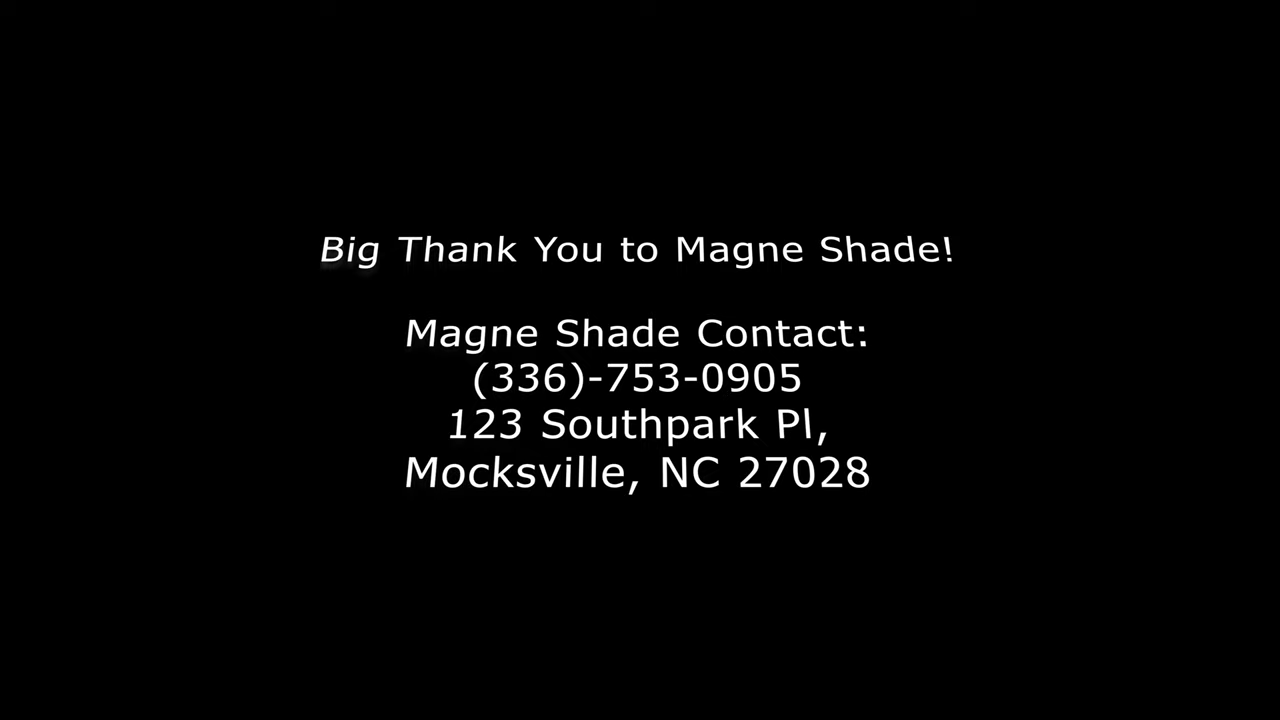 Big Thank You to Magne Shade!
Magne Shade Contact:
(336)-753-0905
123 Southpark Pl,
Mocksville, NC 27028